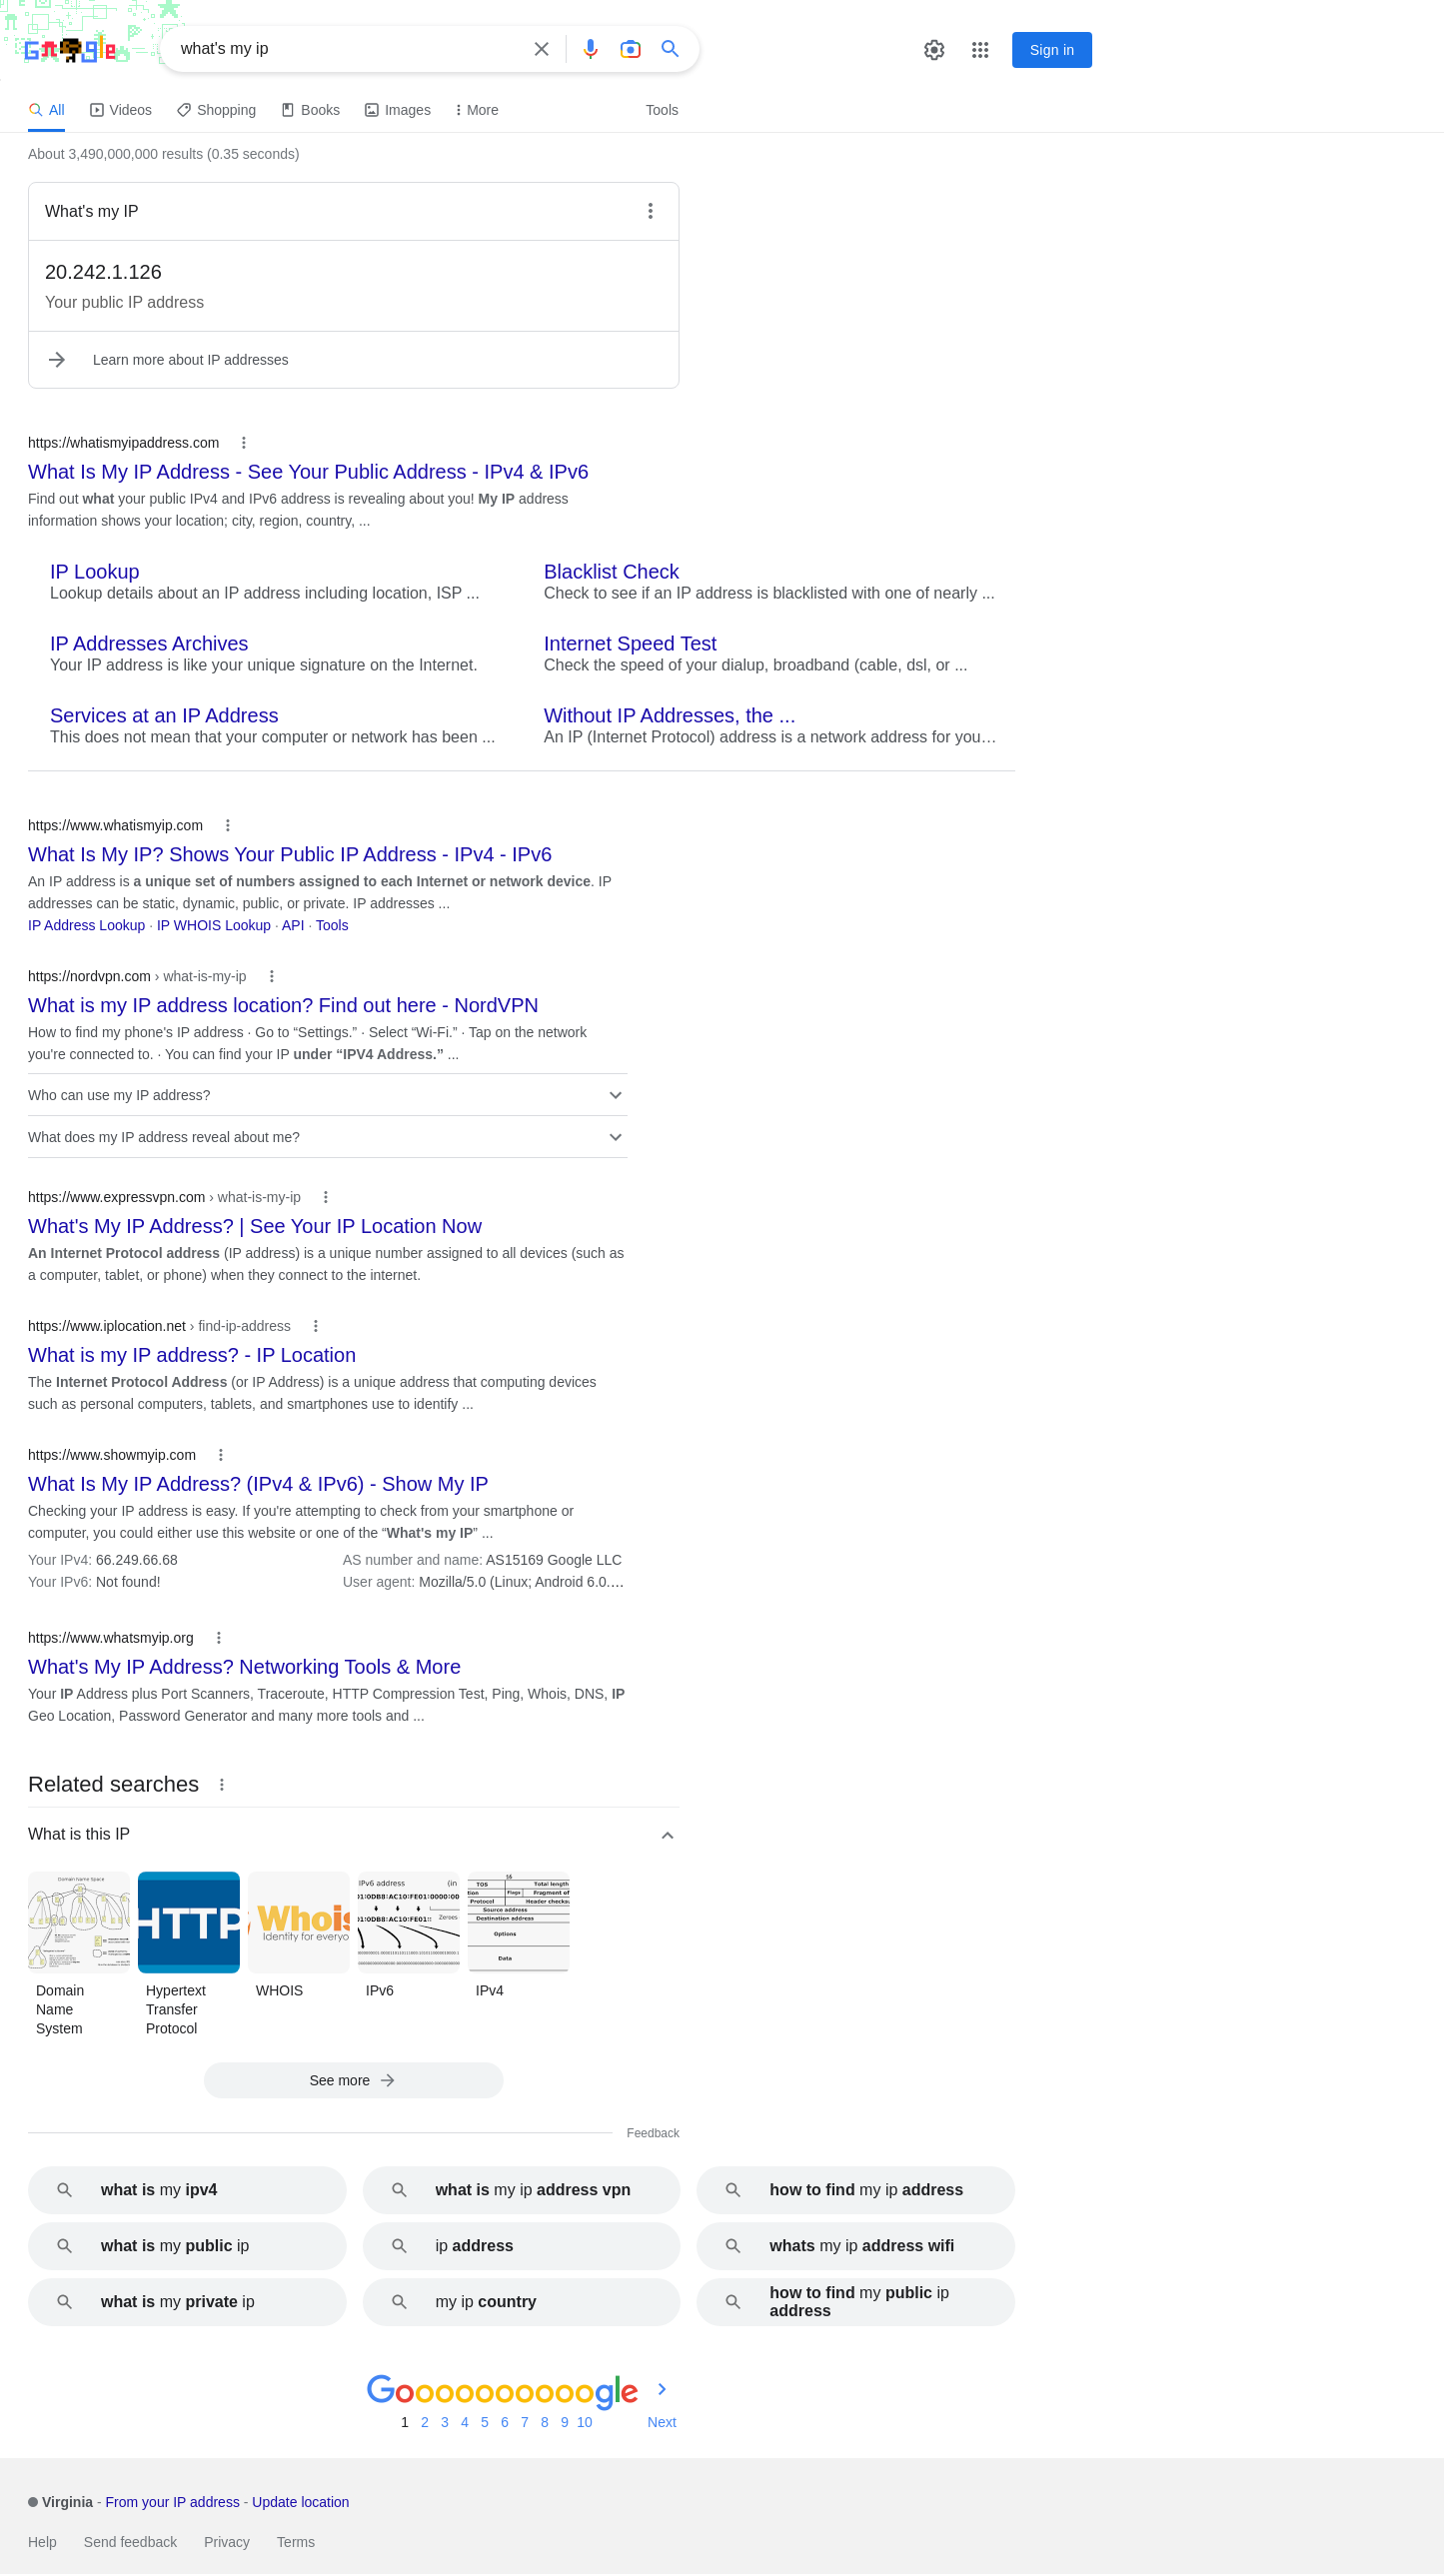 what's my ip
Sign in
All
Videos
Shopping
Books
Images
More
Tools
About 3,490,000,000 results (0.35 seconds)
What's my IP
20.242.1.126
Your public IP address
Learn more about IP addresses
https://whatismyipaddress.com
What Is My IP Address - See Your Public Address - IPv4 & IPv6
Find out what your public IPv4 and IPv6 address is revealing about you! My IP address
information shows your location; city, region, country, ...
IP Lookup
Lookup details about an IP address including location, ISP ...
Blacklist Check
Check to see if an IP address is blacklisted with one of nearly ...
IP Addresses Archives
Your IP address is like your unique signature on the Internet.
Internet Speed Test
Check the speed of your dialup, broadband (cable, dsl, or ...
Services at an IP Address
This does not mean that your computer or network has been ...
Without IP Addresses, the ...
An IP (Internet Protocol) address is a network address for you…
https://www.whatismyip.com
What Is My IP? Shows Your Public IP Address - IPv4 - IPv6
An IP address is a unique set of numbers assigned to each Internet or network device. IP
addresses can be static, dynamic, public, or private. IP addresses ...
IP Address Lookup · IP WHOIS Lookup · API · Tools
https://nordvpn.com › what-is-my-ip
What is my IP address location? Find out here - NordVPN
How to find my phone's IP address · Go to “Settings.” · Select “Wi-Fi.” · Tap on the network
you're connected to. · You can find your IP under “IPV4 Address.” ...
Who can use my IP address?
What does my IP address reveal about me?
https://www.expressvpn.com › what-is-my-ip
What's My IP Address? | See Your IP Location Now
An Internet Protocol address (IP address) is a unique number assigned to all devices (such as
a computer, tablet, or phone) when they connect to the internet.
https://www.iplocation.net › find-ip-address
What is my IP address? - IP Location
The Internet Protocol Address (or IP Address) is a unique address that computing devices
such as personal computers, tablets, and smartphones use to identify ...
https://www.showmyip.com
What Is My IP Address? (IPv4 & IPv6) - Show My IP
Checking your IP address is easy. If you're attempting to check from your smartphone or
computer, you could either use this website or one of the “What's my IP” ...
Your IPv4: 66.249.66.68
AS number and name: AS15169 Google LLC
Your IPv6: Not found!
User agent: Mozilla/5.0 (Linux; Android 6.0.…
https://www.whatsmyip.org
What's My IP Address? Networking Tools & More
Your IP Address plus Port Scanners, Traceroute, HTTP Compression Test, Ping, Whois, DNS, IP
Geo Location, Password Generator and many more tools and ...
Related searches
What is this IP
Domain Name Space
HTTP
Whois
Identity for everyo
IPv6 address (in
Zeroes
16
TOS Total length
Flags Fragment of
Protocol Header checksu
Source address
Destination address
Options
Data
Domain
Name
System
Hypertext
Transfer
Protocol
WHOIS
IPv6
IPv4
See more
Feedback
what is my ipv4
what is my ip address vpn
how to find my ip address
what is my public ip
ip address
whats my ip address wifi
what is my private ip
my ip country
how to find my public ip
address
Goooooooooogle
1 2 3 4 5 6 7 8 9 10 Next
Virginia - From your IP address - Update location
Help
Send feedback
Privacy
Terms